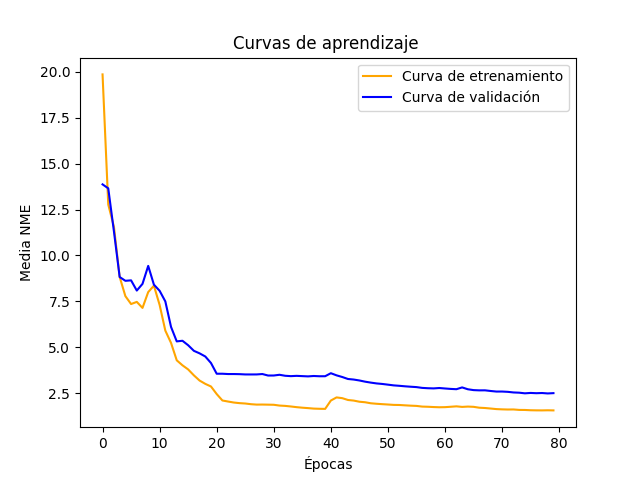 Curvas de aprendizaje
Curva de etrenamiento
Curva de validación
Media NME
20.0
17.5
15.0
12.5
10.0
7.5
5.0
2.5
0 10 20 30 40 50 60 70 80
Épocas